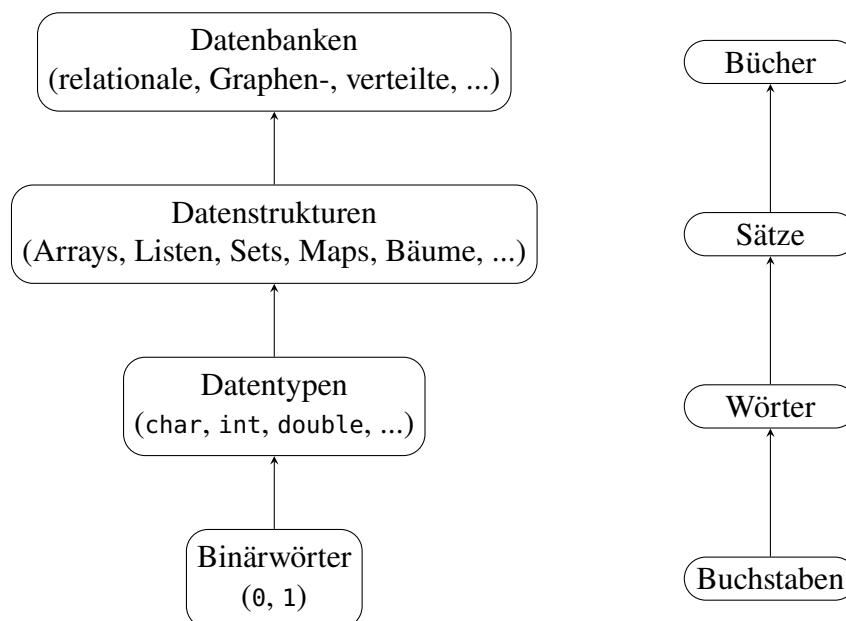 Datenbanken
(relationale, Graphen-, verteilte, ...)
Bücher
Datenstrukturen
(Arrays, Listen, Sets, Maps, Bäume, ...)
Sätze
Datentypen
(char, int, double, ...)
Wörter
Binärwörter
(0, 1)
Buchstaben